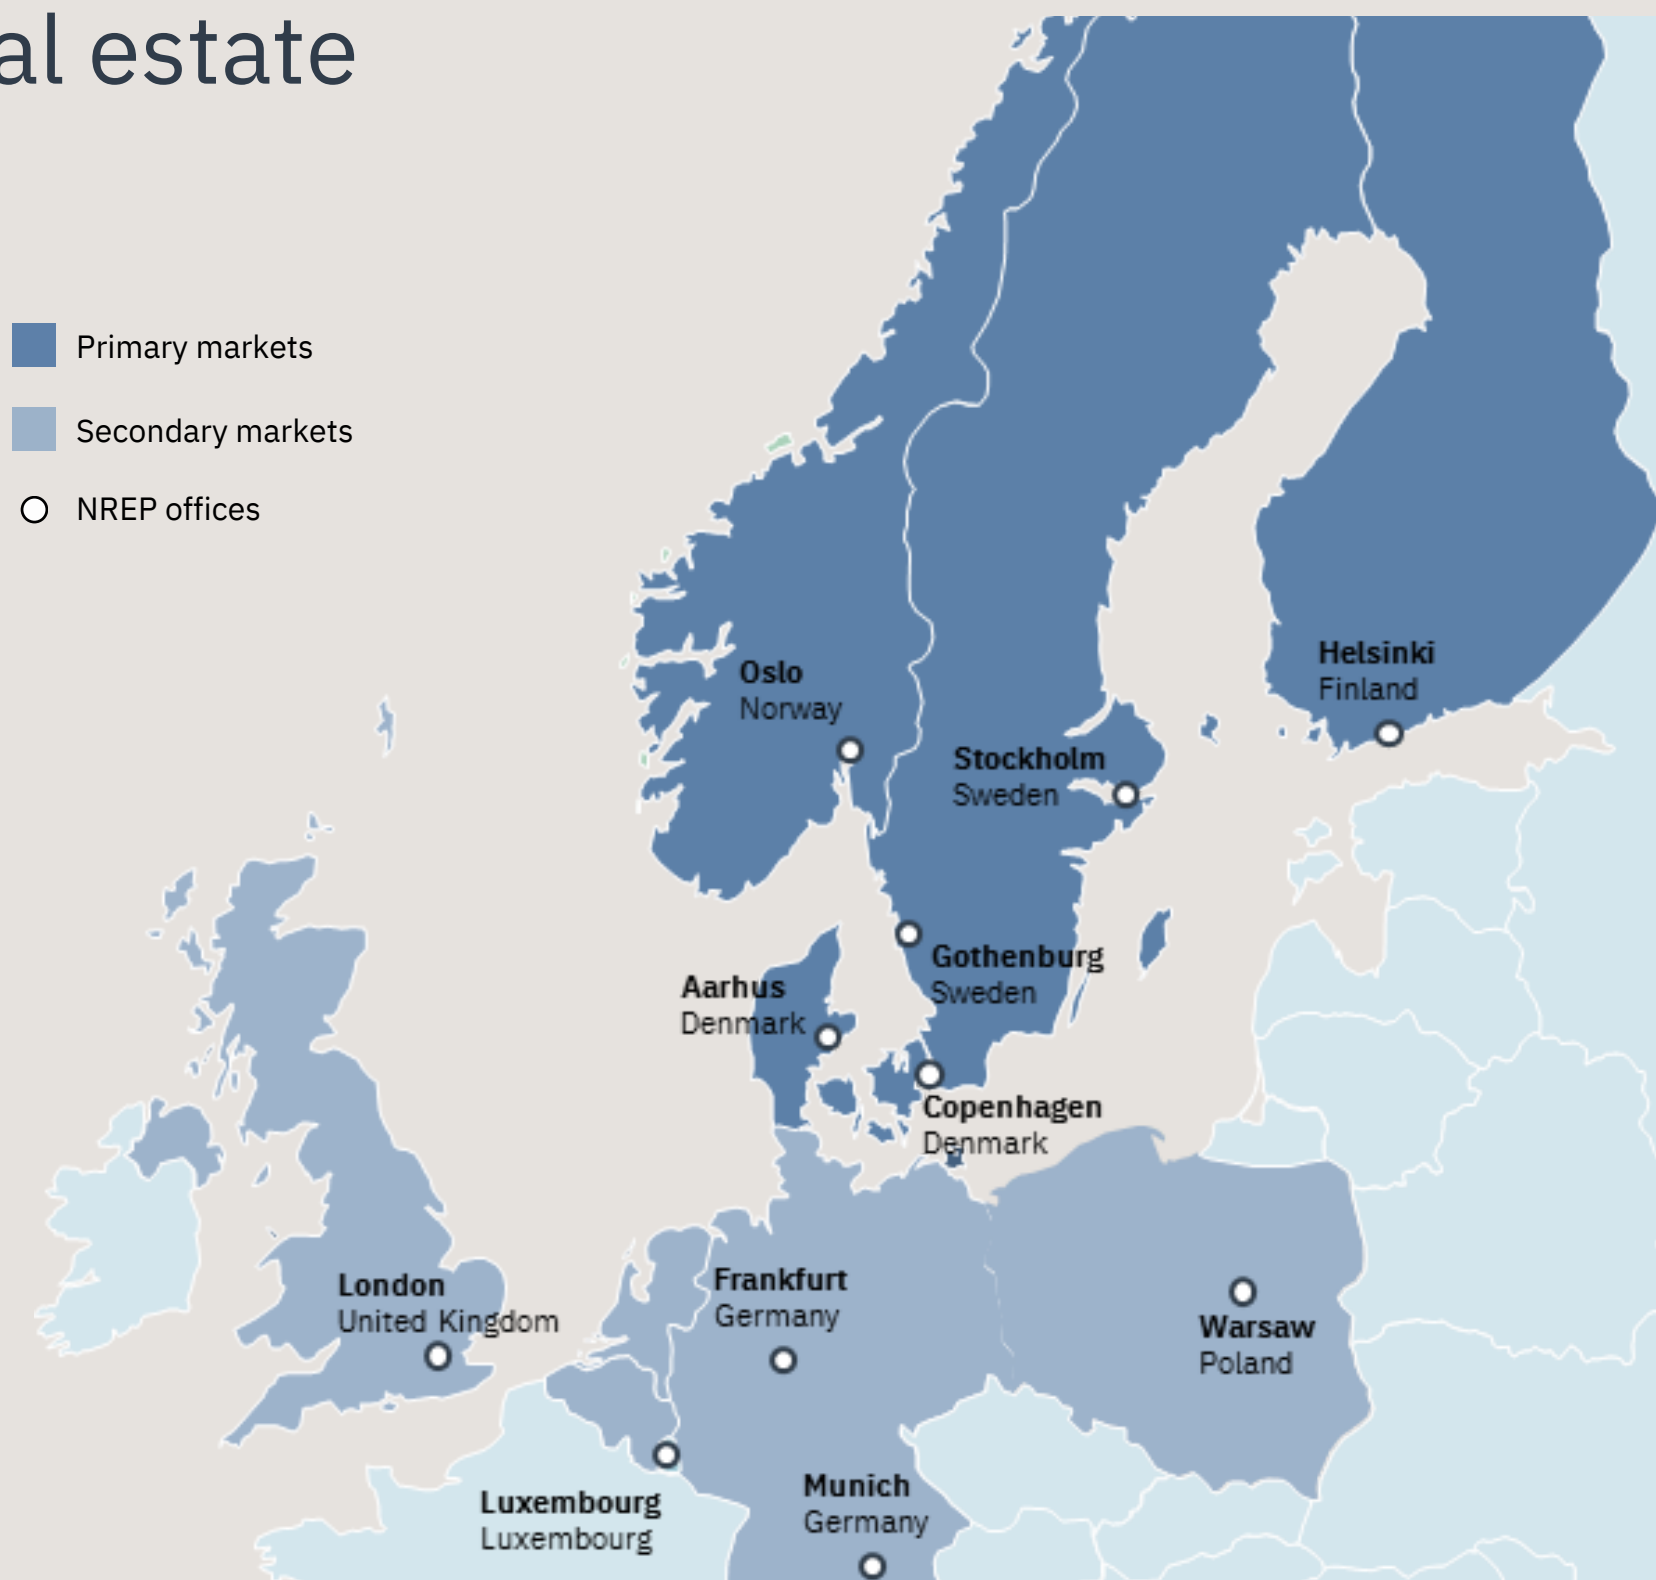 al estate
Primary markets
Secondary markets
NREP offices
Oslo
Norway
Helsinki
Finland
Stockholm
Sweden
Gothenburg
Sweden
Aarhus
Denmark
Copenhagen
Denmark
London
United Kingdom
Frankfurt
Germany
Warsaw
Poland
Luxembourg
Luxembourg
Munich
Germany